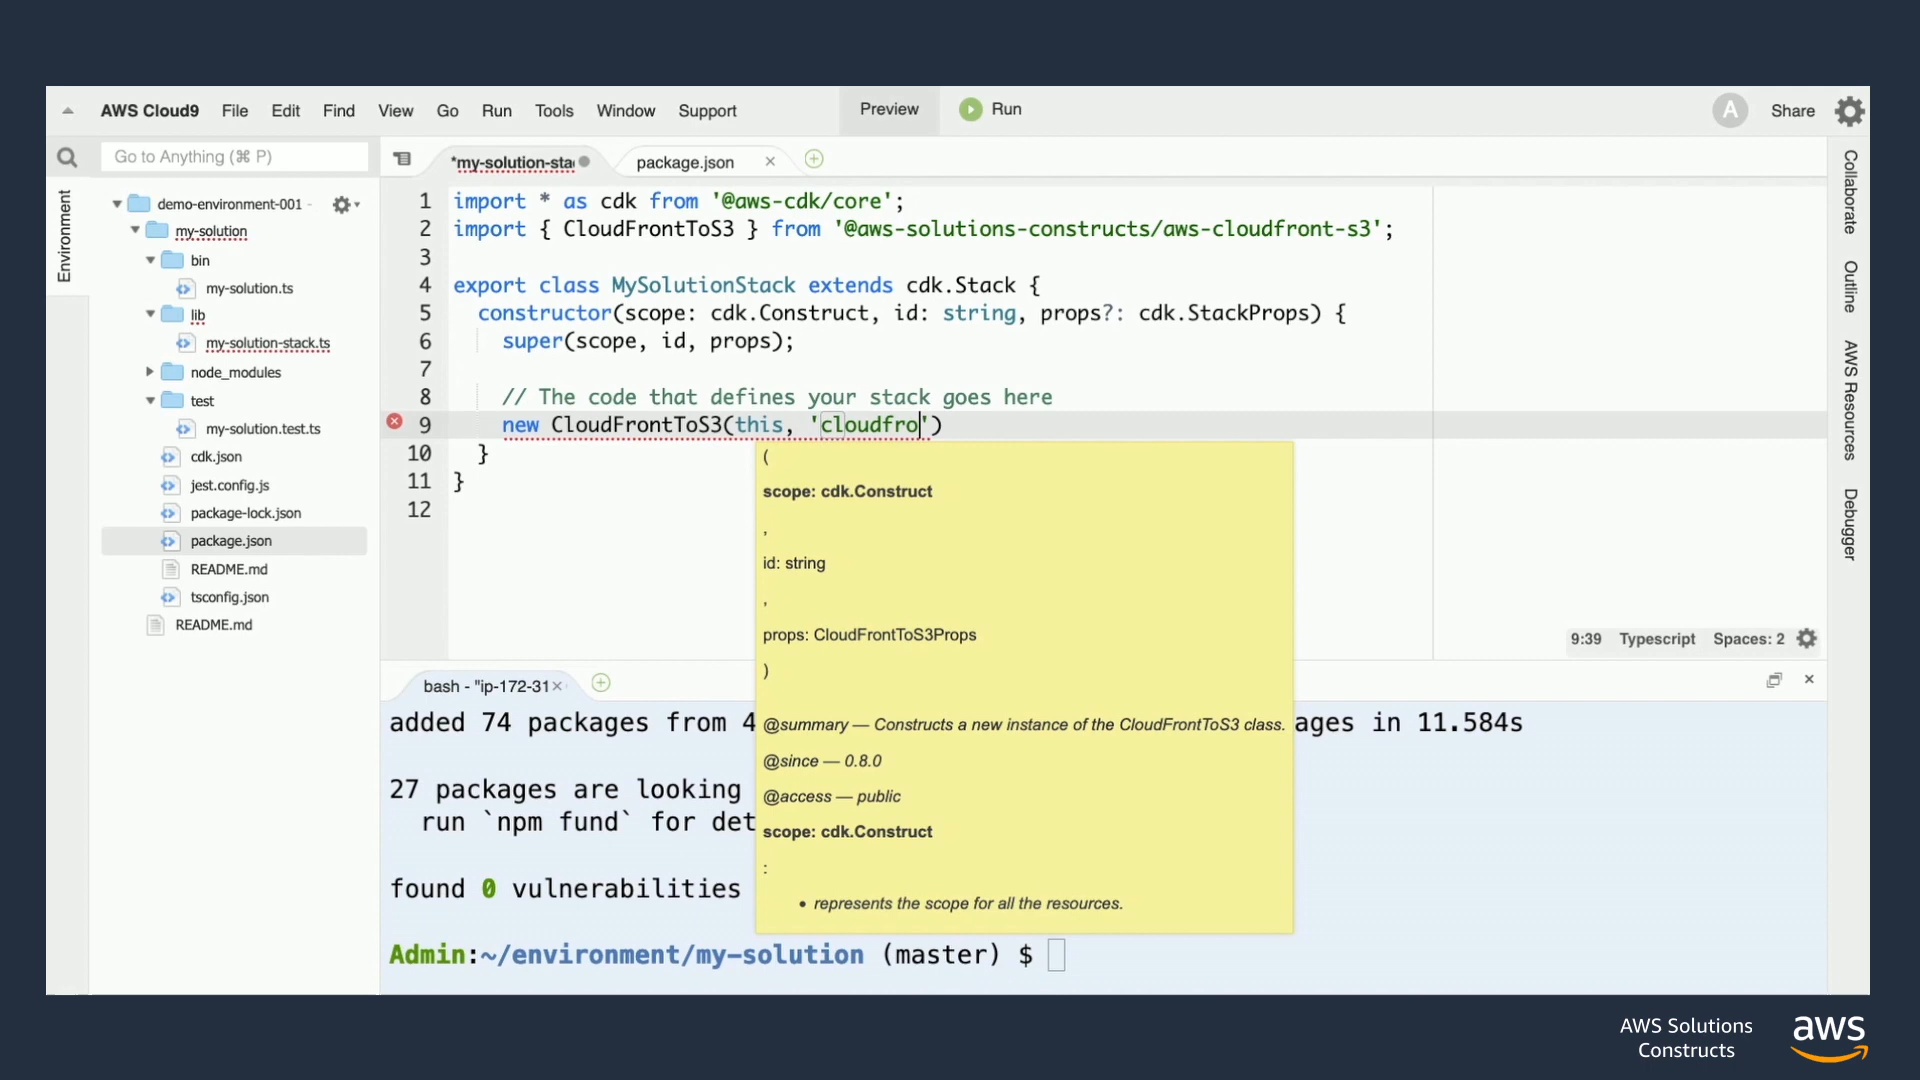 AWS Cloud9 File Edit Find View Go Run Tools Window Support Preview Run A Share
Go to Anything (⌘ P)
*my-solution-sta
package.json
Environment
demo-environment-001
my-solution
bin
my-solution.ts
lib
my-solution-stack.ts
node_modules
test
my-solution.test.ts
cdk.json
jest.config.js
package-lock.json
package.json
README.md
tsconfig.json
README.md
1 import * as cdk from '@aws-cdk/core';
2 import { CloudFrontToS3 } from '@aws-solutions-constructs/aws-cloudfront-s3';
3
4 export class MySolutionStack extends cdk.Stack {
5 constructor(scope: cdk.Construct, id: string, props?: cdk.StackProps) {
6 super(scope, id, props);
7
8 // The code that defines your stack goes here
9 new CloudFrontToS3(this, 'cloudfro')
10 }
11 }
12
(
scope: cdk.Construct
,
id: string
,
props: CloudFrontToS3Props
)
@summary — Constructs a new instance of the CloudFrontToS3 class.
@since — 0.8.0
@access — public
scope: cdk.Construct
:
• represents the scope for all the resources.
9:39 Typescript Spaces: 2
Collaborate
Outline
AWS Resources
Debugger
bash - "ip-172-31
added 74 packages from 4
ages in 11.584s
27 packages are looking
run `npm fund` for det
found 0 vulnerabilities
Admin:~/environment/my-solution (master) $
AWS Solutions
Constructs
aws